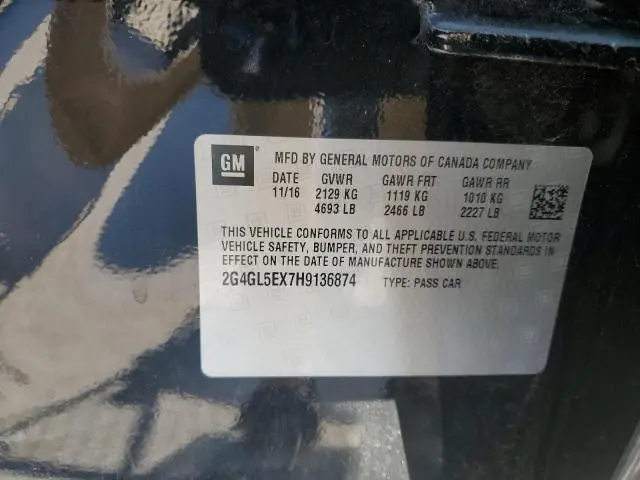 GM MFD BY GENERAL MOTORS OF CANADA COMPANY
DATE GVWR GAWR FRT GAWR RR
11/16 2129 KG 1119 KG 1010 KG
4693 LB 2466 LB 2227 LB
THIS VEHICLE CONFORMS TO ALL APPLICABLE U.S. FEDERAL MOTOR
VEHICLE SAFETY, BUMPER, AND THEFT PREVENTION STANDARDS IN
EFFECT ON THE DATE OF MANUFACTURE SHOWN ABOVE.
2G4GL5EX7H9136874 TYPE: PASS CAR